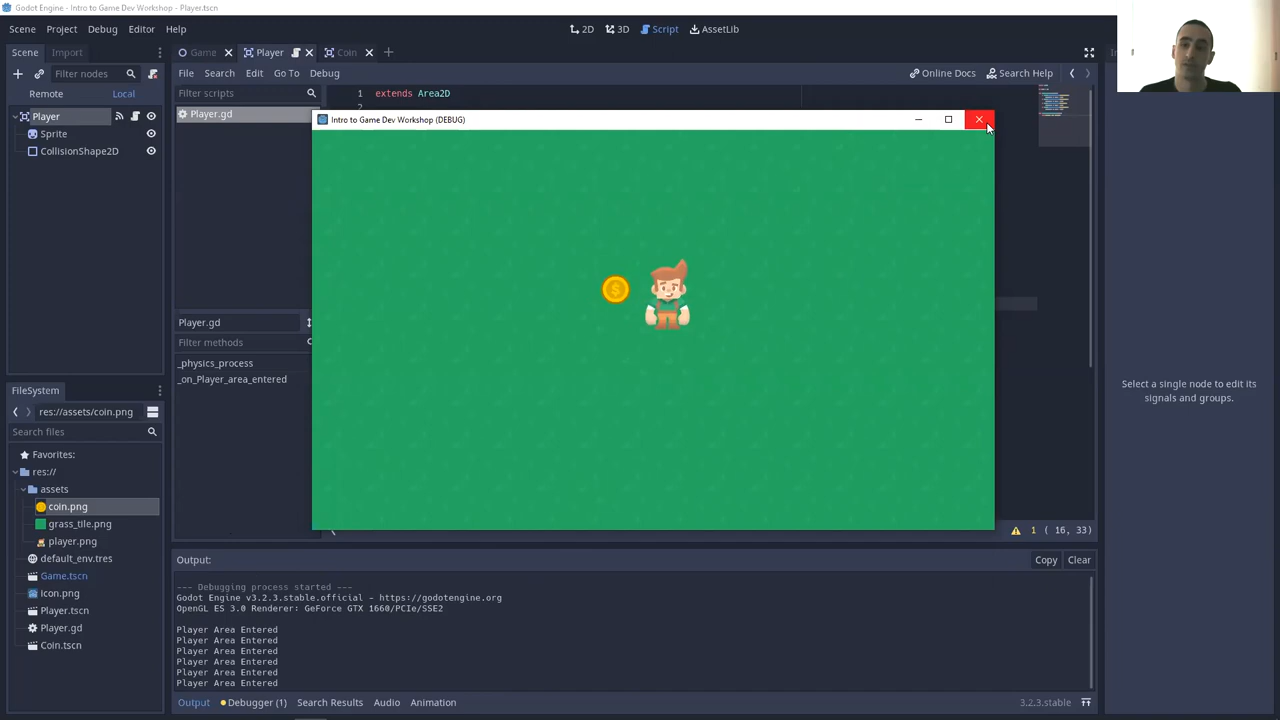 Godot Engine - Intro to Game Dev Workshop - Player.tscn
Scene Project Debug Editor Help
2D 3D Script AssetLib
Scene Import
Game Player Coin
Filter nodes
File Search Edit Go To Debug
Online Docs Search Help
Remote Local
Filter scripts
1 extends Area2D
2
Player
Player.gd
Intro to Game Dev Workshop (DEBUG)
Sprite
CollisionShape2D
$
Player.gd
Filter methods
_physics_process
_on_Player_area_entered
Select a single node to edit its
signals and groups.
FileSystem
res://assets/coin.png
Search files
Favorites:
res://
assets
coin.png
grass_tile.png
player.png
default_env.tres
Game.tscn
icon.png
Player.tscn
Player.gd
Coin.tscn
1 ( 16, 33)
Output:
Copy Clear
--- Debugging process started ---
Godot Engine v3.2.3.stable.official - https://godotengine.org
OpenGL ES 3.0 Renderer: GeForce GTX 1660/PCIe/SSE2
Player Area Entered
Player Area Entered
Player Area Entered
Player Area Entered
Player Area Entered
Player Area Entered
Output Debugger (1) Search Results Audio Animation
3.2.3.stable